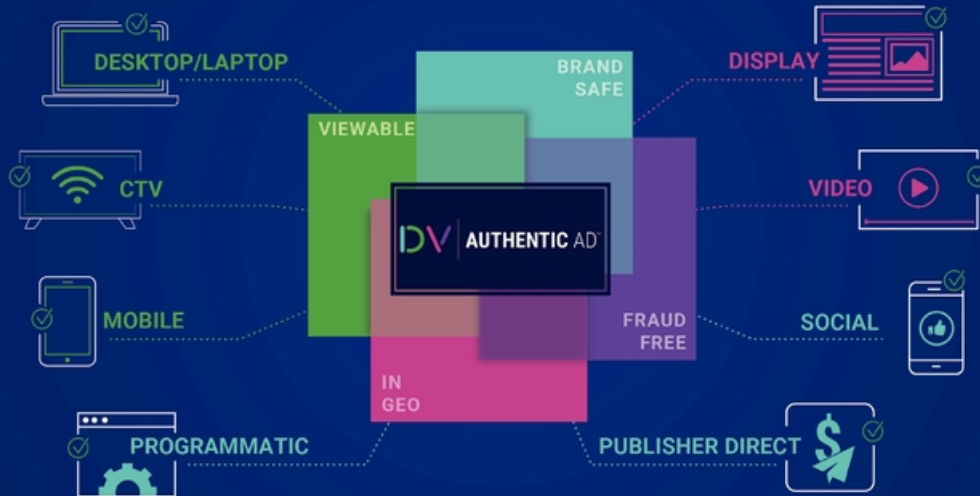 DESKTOP/LAPTOP
BRAND
SAFE
DISPLAY
VIEWABLE
CTV
VIDEO
DV | AUTHENTIC AD™
MOBILE
FRAUD
FREE
SOCIAL
IN
GEO
PROGRAMMATIC
PUBLISHER DIRECT
$